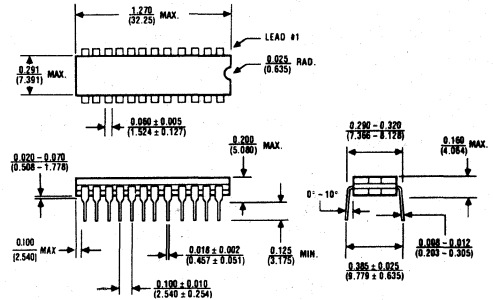 1.270
(32.25) MAX.
LEAD #1
0.291
(7.391) MAX.
0.025
(0.635) RAD.
0.060 ± 0.005
(1.524 ± 0.127)
0.020 – 0.070
(0.508 – 1.778)
0.200
(5.080) MAX.
0.290 – 0.320
(7.366 – 8.128)
0.160
(4.064) MAX.
0° – 10°
0.100
(2.540) MAX
0.018 ± 0.002
(0.457 ± 0.051)
0.125
(3.175) MIN.
0.008 – 0.012
(0.203 – 0.305)
0.100 ± 0.010
(2.540 ± 0.254)
0.385 ± 0.025
(9.779 ± 0.635)